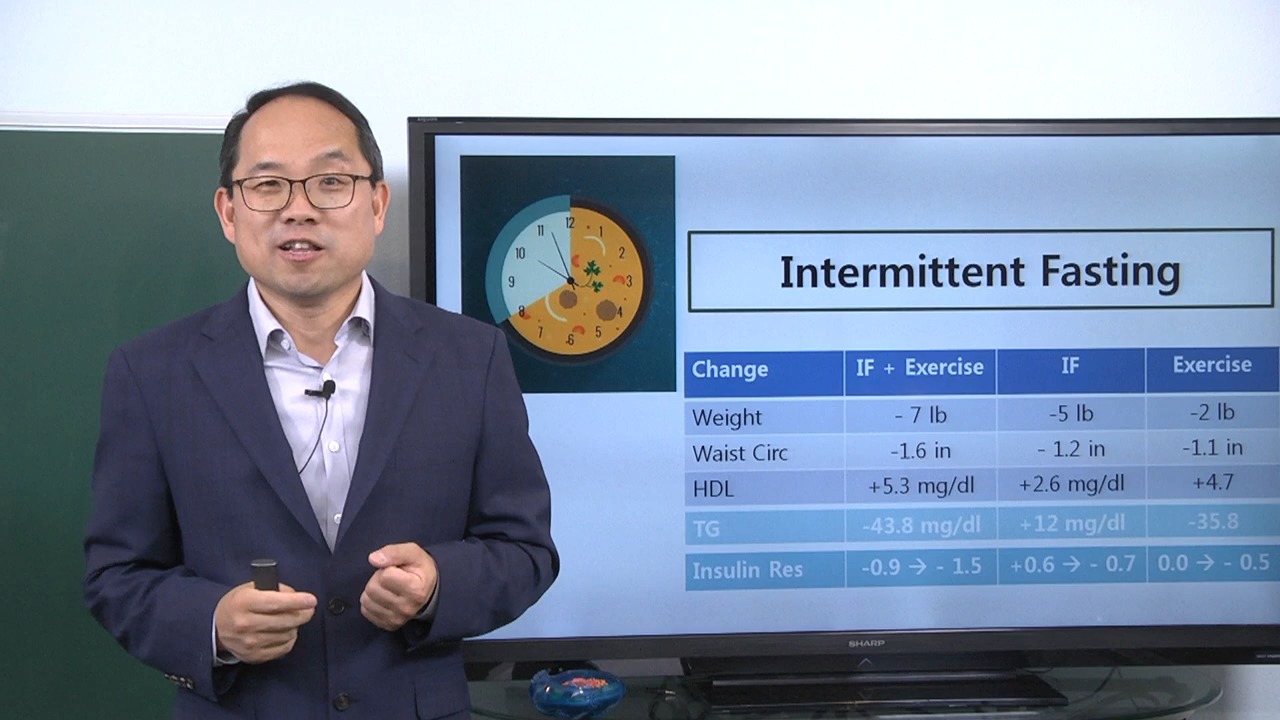 Intermittent Fasting
12
1
2
3
4
5
6
7
8
9
10
11
Change IF + Exercise IF Exercise
Weight - 7 lb -5 lb -2 lb
Waist Circ -1.6 in - 1.2 in -1.1 in
HDL +5.3 mg/dl +2.6 mg/dl +4.7
TG -43.8 mg/dl +12 mg/dl -35.8
Insulin Res -0.9 → - 1.5 +0.6 → - 0.7 0.0 → - 0.5
SHARP